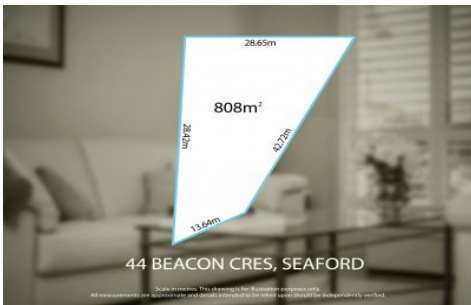 28.65m
808m²
28.42m
42.72m
13.64m
44 BEACON CRES, SEAFORD
Scale in metres. This drawing is for illustration purposes only.
All measurements are approximate and details intended to be relied upon should be independently verified.